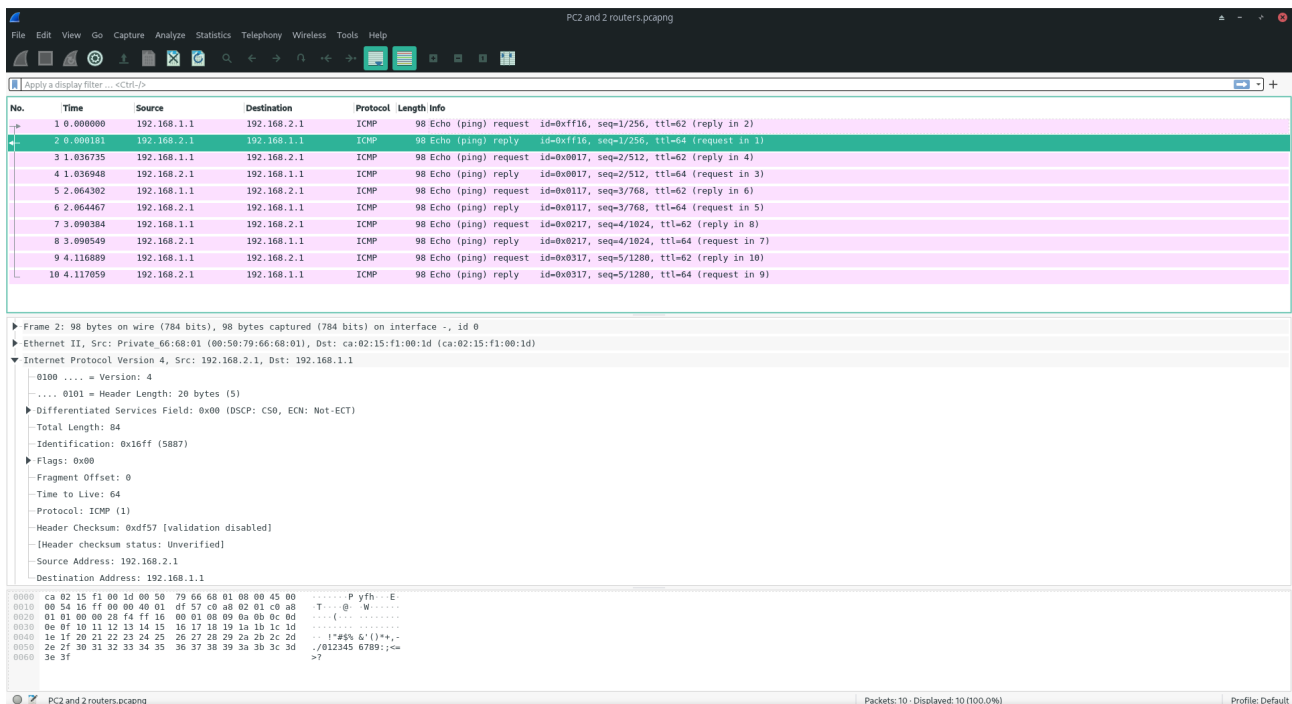 PC2 and 2 routers.pcapng
File Edit View Go Capture Analyze Statistics Telephony Wireless Tools Help
Apply a display filter ... <Ctrl-/>
No. Time Source Destination Protocol Length Info
1 0.000000 192.168.1.1 192.168.2.1 ICMP 98 Echo (ping) request id=0xff16, seq=1/256, ttl=62 (reply in 2)
2 0.000181 192.168.2.1 192.168.1.1 ICMP 98 Echo (ping) reply id=0xff16, seq=1/256, ttl=64 (request in 1)
3 1.036735 192.168.1.1 192.168.2.1 ICMP 98 Echo (ping) request id=0x0017, seq=2/512, ttl=62 (reply in 4)
4 1.036948 192.168.2.1 192.168.1.1 ICMP 98 Echo (ping) reply id=0x0017, seq=2/512, ttl=64 (request in 3)
5 2.064302 192.168.1.1 192.168.2.1 ICMP 98 Echo (ping) request id=0x0117, seq=3/768, ttl=62 (reply in 6)
6 2.064467 192.168.2.1 192.168.1.1 ICMP 98 Echo (ping) reply id=0x0117, seq=3/768, ttl=64 (request in 5)
7 3.090384 192.168.1.1 192.168.2.1 ICMP 98 Echo (ping) request id=0x0217, seq=4/1024, ttl=62 (reply in 8)
8 3.090549 192.168.2.1 192.168.1.1 ICMP 98 Echo (ping) reply id=0x0217, seq=4/1024, ttl=64 (request in 7)
9 4.116889 192.168.1.1 192.168.2.1 ICMP 98 Echo (ping) request id=0x0317, seq=5/1280, ttl=62 (reply in 10)
10 4.117059 192.168.2.1 192.168.1.1 ICMP 98 Echo (ping) reply id=0x0317, seq=5/1280, ttl=64 (request in 9)
Frame 2: 98 bytes on wire (784 bits), 98 bytes captured (784 bits) on interface -, id 0
Ethernet II, Src: Private_66:68:01 (00:50:79:66:68:01), Dst: ca:02:15:f1:00:1d (ca:02:15:f1:00:1d)
Internet Protocol Version 4, Src: 192.168.2.1, Dst: 192.168.1.1
0100 .... = Version: 4
.... 0101 = Header Length: 20 bytes (5)
Differentiated Services Field: 0x00 (DSCP: CS0, ECN: Not-ECT)
Total Length: 84
Identification: 0x16ff (5887)
Flags: 0x00
Fragment Offset: 0
Time to Live: 64
Protocol: ICMP (1)
Header Checksum: 0xdf57 [validation disabled]
[Header checksum status: Unverified]
Source Address: 192.168.2.1
Destination Address: 192.168.1.1
0000 ca 02 15 f1 00 1d 00 50 79 66 68 01 08 00 45 00 ·······P yfh···E·
0010 00 54 16 ff 00 00 40 01 df 57 c0 a8 02 01 c0 a8 ·T····@· ·W······
0020 01 01 00 00 28 f4 ff 16 00 01 08 09 0a 0b 0c 0d ····(··· ········
0030 0e 0f 10 11 12 13 14 15 16 17 18 19 1a 1b 1c 1d ········ ········
0040 1e 1f 20 21 22 23 24 25 26 27 28 29 2a 2b 2c 2d ·· !"#$% &'()*+,-
0050 2e 2f 30 31 32 33 34 35 36 37 38 39 3a 3b 3c 3d ./012345 6789:;<=
0060 3e 3f >?
PC2 and 2 routers.pcapng Packets: 10 · Displayed: 10 (100.0%) Profile: Default